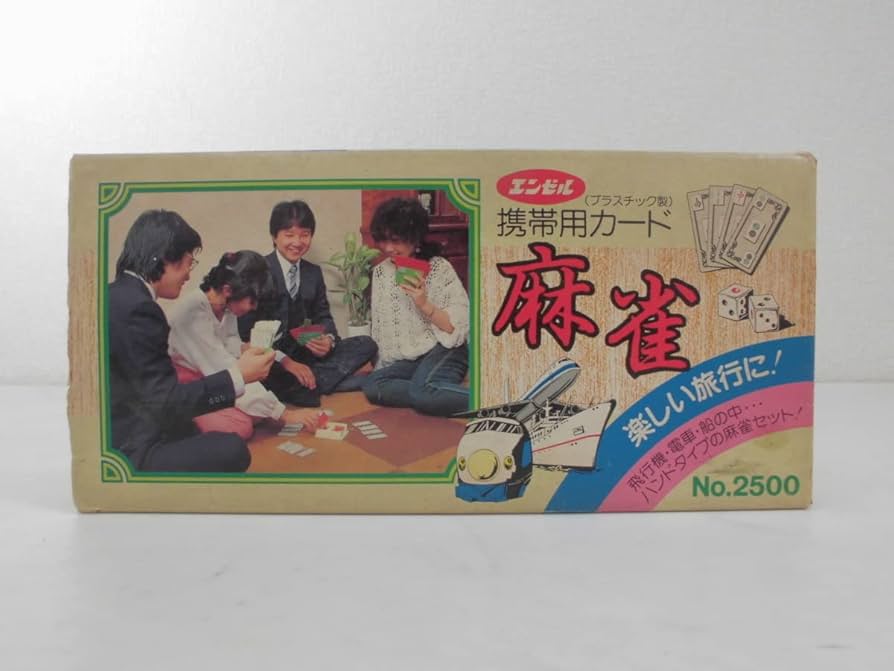 エンゼル
(プラスチック製)
携帯用カード
麻雀
楽しい旅行に!
飛行機・電車・船の中…
ハンドタイプの麻雀セット!
No.2500